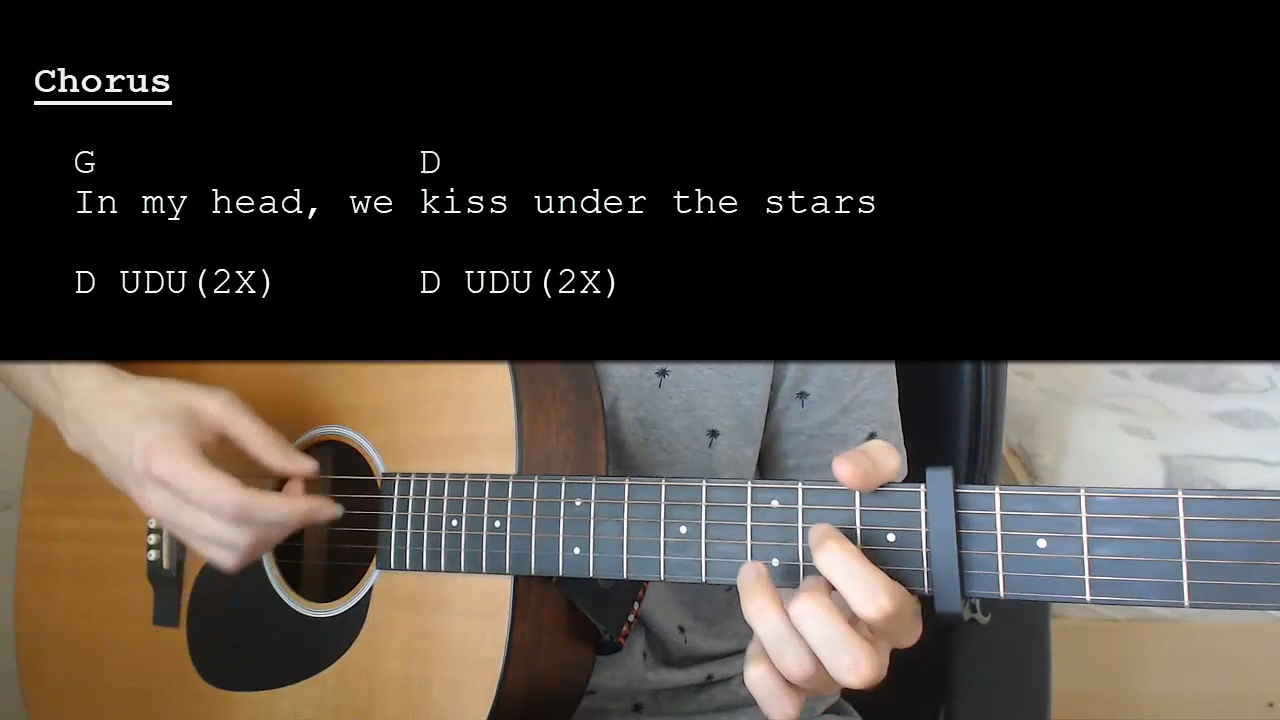 Chorus
G D
In my head, we kiss under the stars
D UDU(2X) D UDU(2X)